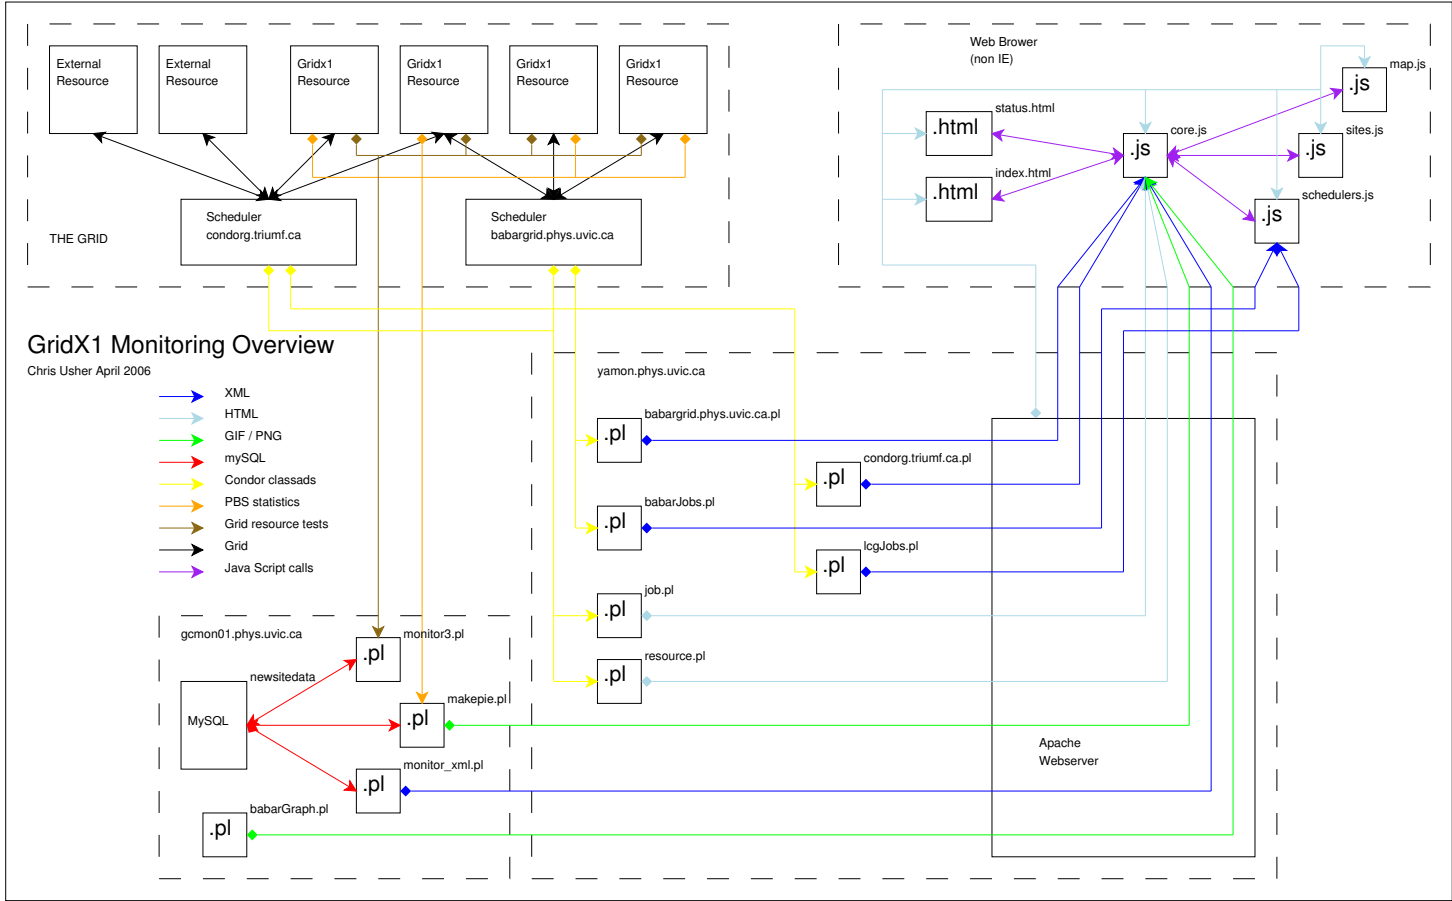 External
Resource
External
Resource
Gridx1
Resource
Gridx1
Resource
Gridx1
Resource
Gridx1
Resource
Scheduler
condorg.triumf.ca
Scheduler
babargrid.phys.uvic.ca
THE GRID
Web Brower
(non IE)
map.js
.js
status.html
.html
core.js
.js
sites.js
.js
index.html
.html
schedulers.js
.js
GridX1 Monitoring Overview
Chris Usher April 2006
XML
HTML
GIF / PNG
mySQL
Condor classads
PBS statistics
Grid resource tests
Grid
Java Script calls
yamon.phys.uvic.ca
babargrid.phys.uvic.ca.pl
.pl
condorg.triumf.ca.pl
.pl
babarJobs.pl
.pl
lcgJobs.pl
.pl
job.pl
.pl
resource.pl
.pl
Apache
Webserver
gcmon01.phys.uvic.ca
monitor3.pl
.pl
newsitedata
MySQL
makepie.pl
.pl
monitor_xml.pl
.pl
babarGraph.pl
.pl